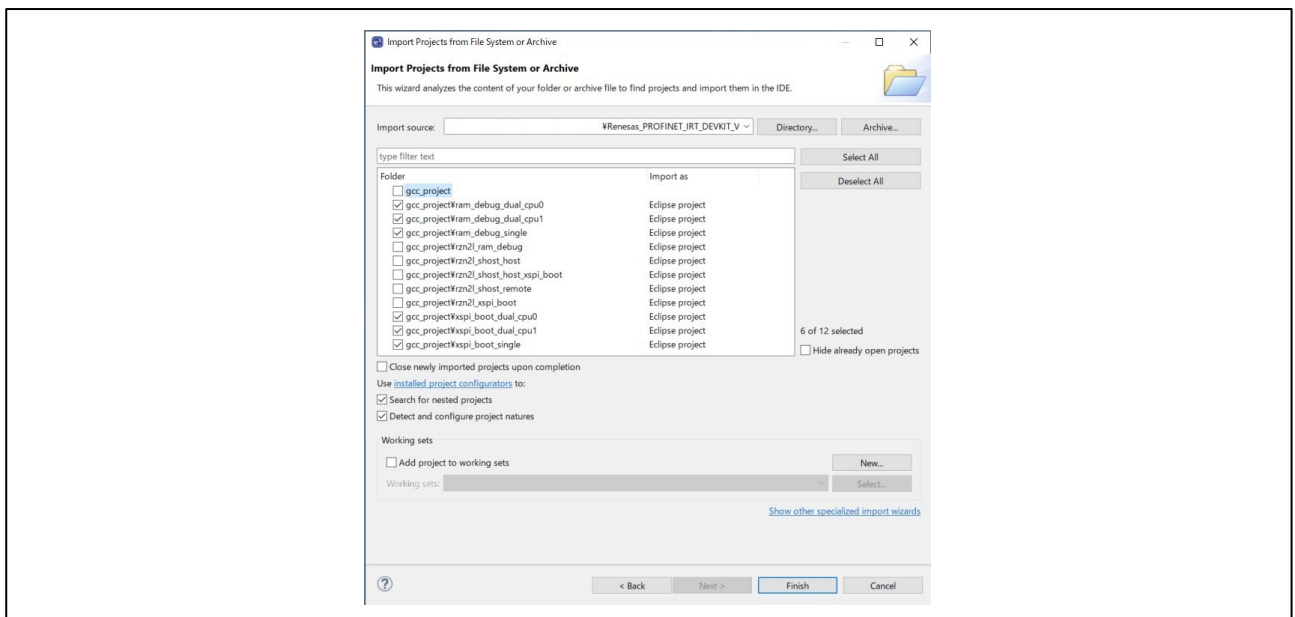 Import Projects from File System or Archive
Import Projects from File System or Archive
This wizard analyzes the content of your folder or archive file to find projects and import them in the IDE.
Import source: ¥Renesas_PROFINET_IRT_DEVKIT_V Directory... Archive...
type filter text Select All
Folder Import as Deselect All
gcc_project
gcc_project¥ram_debug_dual_cpu0 Eclipse project
gcc_project¥ram_debug_dual_cpu1 Eclipse project
gcc_project¥ram_debug_single Eclipse project
gcc_project¥rzn2l_ram_debug Eclipse project
gcc_project¥rzn2l_shost_host Eclipse project
gcc_project¥rzn2l_shost_host_xspi_boot Eclipse project
gcc_project¥rzn2l_shost_remote Eclipse project
gcc_project¥rzn2l_xspi_boot Eclipse project
gcc_project¥xspi_boot_dual_cpu0 Eclipse project
gcc_project¥xspi_boot_dual_cpu1 Eclipse project 6 of 12 selected
gcc_project¥xspi_boot_single Eclipse project Hide already open projects
Close newly imported projects upon completion
Use installed project configurators to:
Search for nested projects
Detect and configure project natures
Working sets
Add project to working sets New...
Working sets: Select...
Show other specialized import wizards
? < Back Next > Finish Cancel